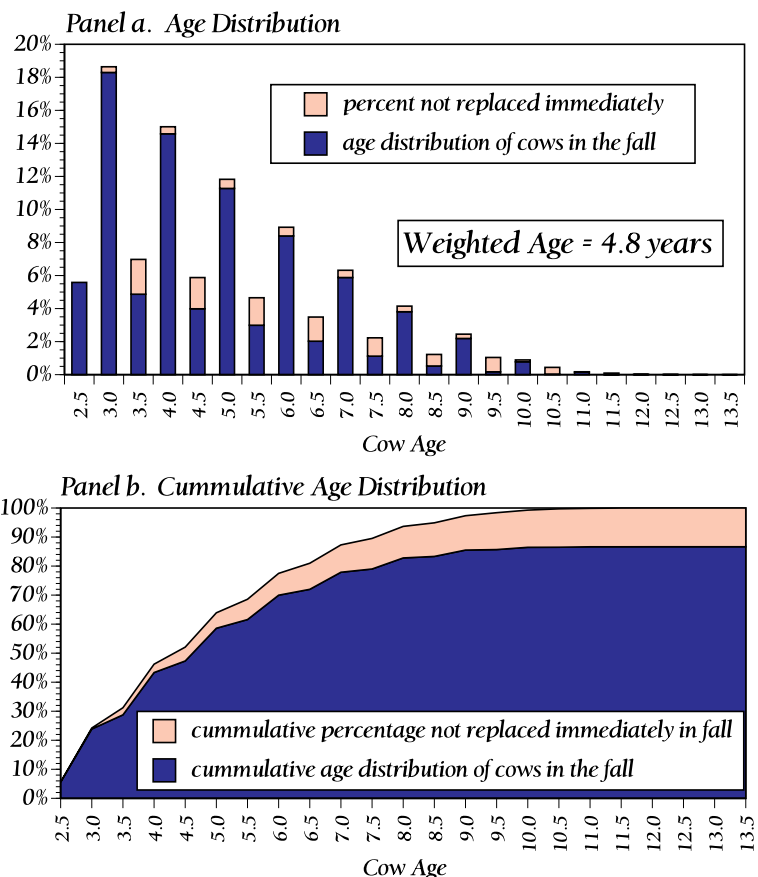 Panel a. Age Distribution
20%
18%
16%
14%
12%
10%
8%
6%
4%
2%
0%
percent not replaced immediately
age distribution of cows in the fall
Weighted Age = 4.8 years
2.5 3.0 3.5 4.0 4.5 5.0 5.5 6.0 6.5 7.0 7.5 8.0 8.5 9.0 9.5 10.0 10.5 11.0 11.5 12.0 12.5 13.0 13.5
Cow Age
Panel b. Cummulative Age Distribution
100%
90%
80%
70%
60%
50%
40%
30%
20%
10%
0%
cummulative percentage not replaced immediately in fall
cummulative age distribution of cows in the fall
2.5 3.0 3.5 4.0 4.5 5.0 5.5 6.0 6.5 7.0 7.5 8.0 8.5 9.0 9.5 10.0 10.5 11.0 11.5 12.0 12.5 13.0 13.5
Cow Age